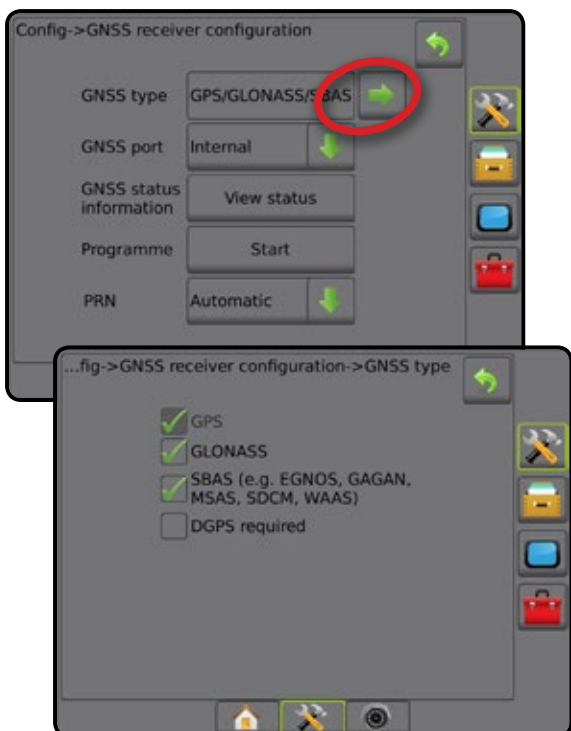 Config->GNSS receiver configuration
GNSS type GPS/GLONASS/SBAS
GNSS port Internal
GNSS status
information View status
Programme Start
PRN Automatic
...fig->GNSS receiver configuration->GNSS type
GPS
GLONASS
SBAS (e.g. EGNOS, GAGAN,
MSAS, SDCM, WAAS)
DGPS required